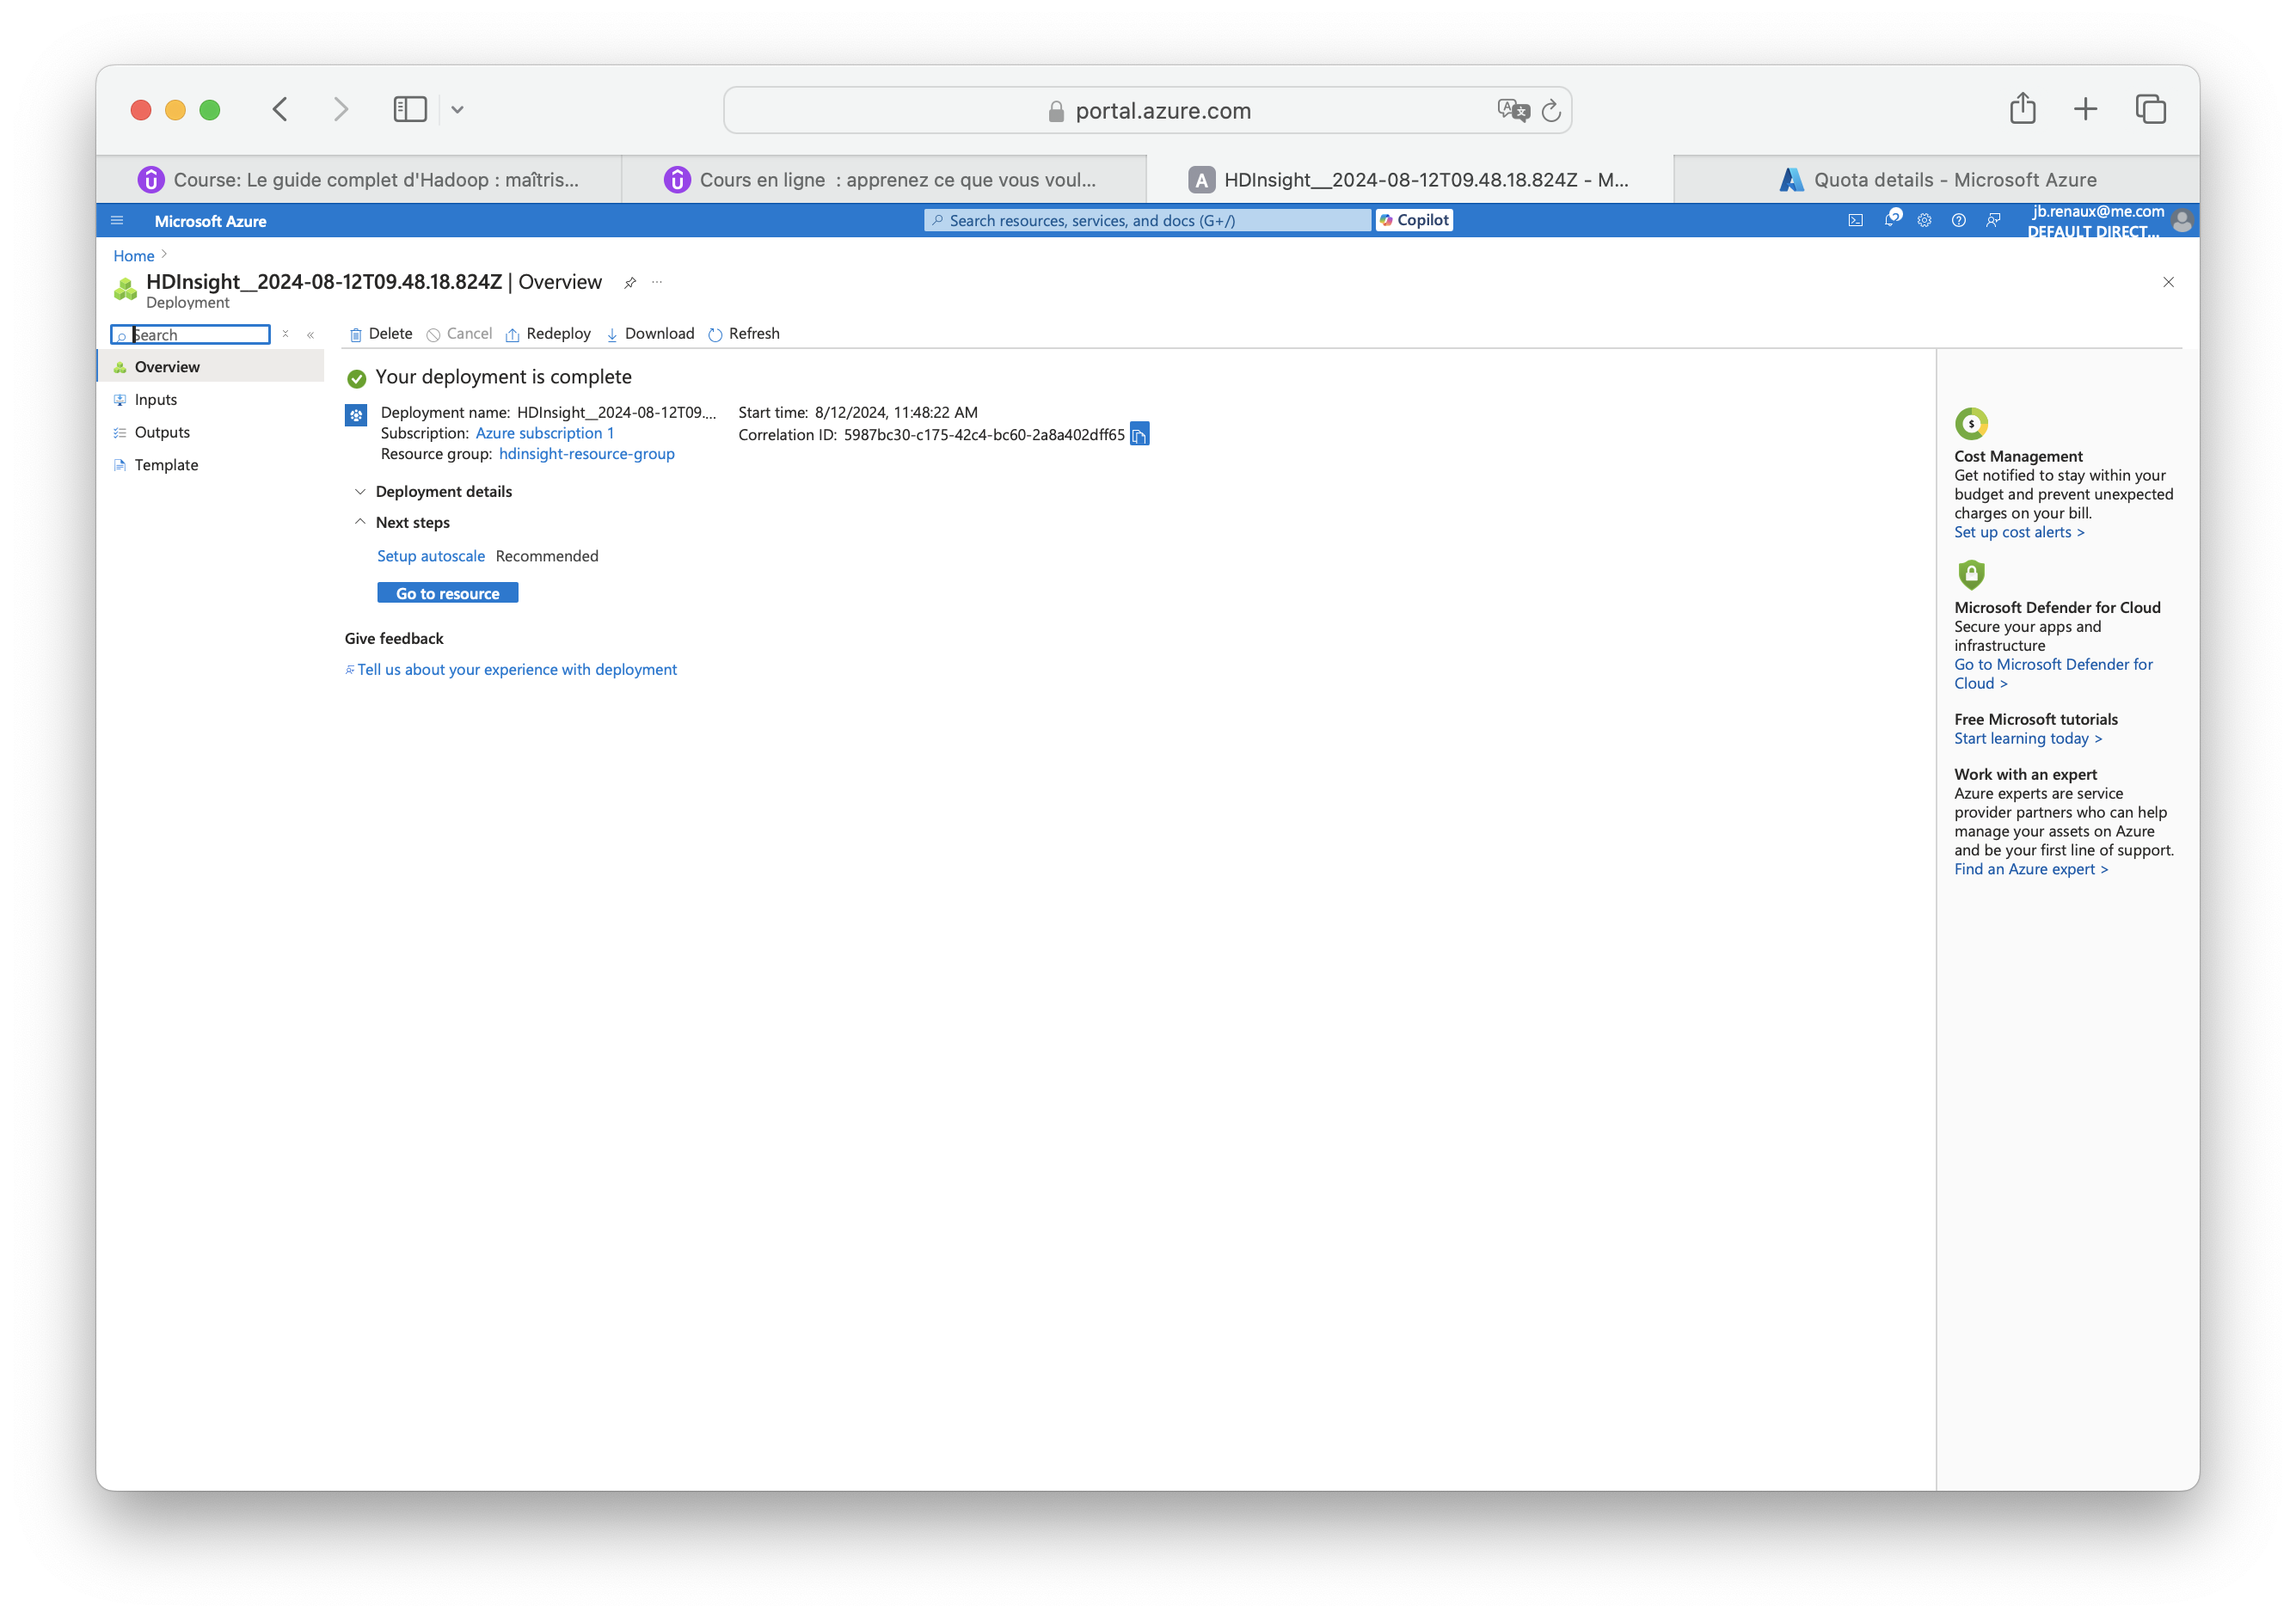 portal.azure.com
Course: Le guide complet d'Hadoop : maîtris...
Cours en ligne : apprenez ce que vous voul...
A HDInsight__2024-08-12T09.48.18.824Z - M...
Quota details - Microsoft Azure
Microsoft Azure
Search resources, services, and docs (G+/)
Copilot
2
jb.renaux@me.com
DEFAULT DIRECT...
Home
HDInsight__2024-08-12T09.48.18.824Z | Overview
Deployment
Search
Delete
Cancel
Redeploy
Download
Refresh
Overview
Inputs
Outputs
Template
Your deployment is complete
Deployment name: HDInsight__2024-08-12T09....
Subscription: Azure subscription 1
Resource group: hdinsight-resource-group
Start time: 8/12/2024, 11:48:22 AM
Correlation ID: 5987bc30-c175-42c4-bc60-2a8a402dff65
Deployment details
Next steps
Setup autoscale Recommended
Go to resource
Give feedback
Tell us about your experience with deployment
Cost Management
Get notified to stay within your
budget and prevent unexpected
charges on your bill.
Set up cost alerts >
Microsoft Defender for Cloud
Secure your apps and
infrastructure
Go to Microsoft Defender for
Cloud >
Free Microsoft tutorials
Start learning today >
Work with an expert
Azure experts are service
provider partners who can help
manage your assets on Azure
and be your first line of support.
Find an Azure expert >